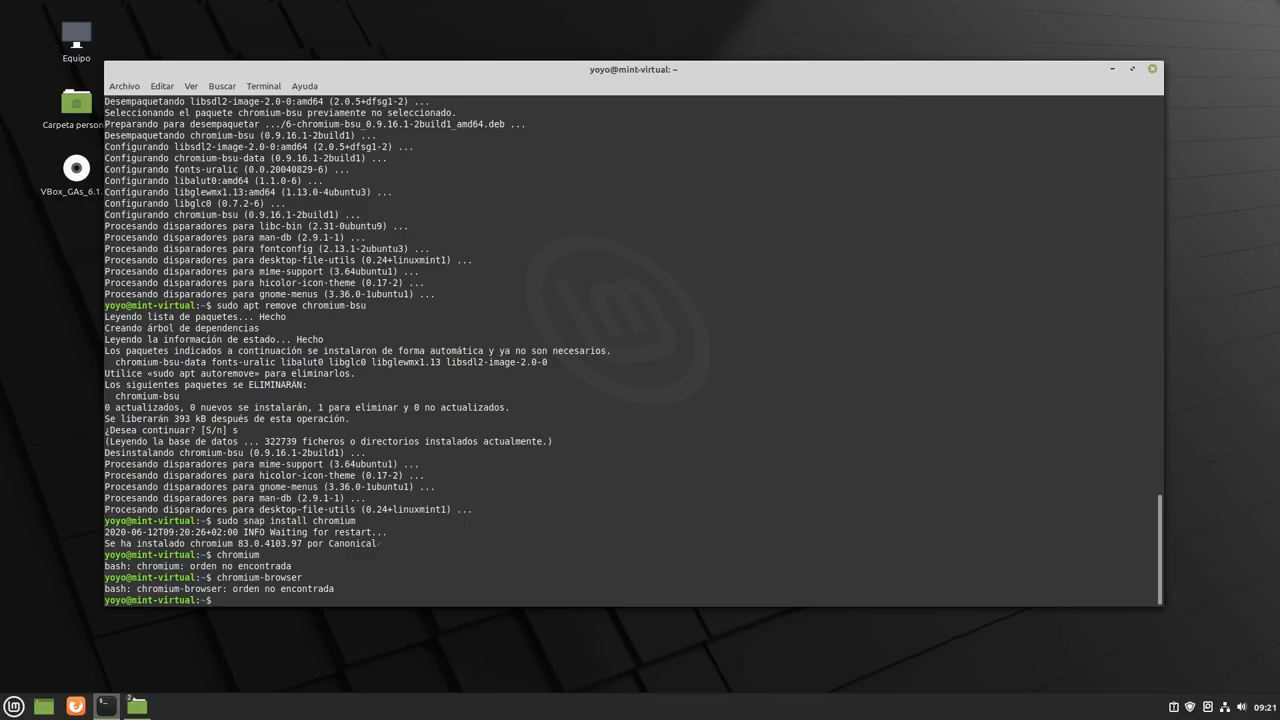 Equipo
Carpeta person
VBox_GAs_6.1.
yoyo@mint-virtual: ~
Archivo Editar Ver Buscar Terminal Ayuda
Desempaquetando libsdl2-image-2.0-0:amd64 (2.0.5+dfsg1-2) ...
Seleccionando el paquete chromium-bsu previamente no seleccionado.
Preparando para desempaquetar .../6-chromium-bsu_0.9.16.1-2build1_amd64.deb ...
Desempaquetando chromium-bsu (0.9.16.1-2build1) ...
Configurando libsdl2-image-2.0-0:amd64 (2.0.5+dfsg1-2) ...
Configurando chromium-bsu-data (0.9.16.1-2build1) ...
Configurando fonts-uralic (0.0.20040829-6) ...
Configurando libalut0:amd64 (1.1.0-6) ...
Configurando libglewmx1.13:amd64 (1.13.0-4ubuntu3) ...
Configurando libglc0 (0.7.2-6) ...
Configurando chromium-bsu (0.9.16.1-2build1) ...
Procesando disparadores para libc-bin (2.31-0ubuntu9) ...
Procesando disparadores para man-db (2.9.1-1) ...
Procesando disparadores para fontconfig (2.13.1-2ubuntu3) ...
Procesando disparadores para desktop-file-utils (0.24+linuxmint1) ...
Procesando disparadores para mime-support (3.64ubuntu1) ...
Procesando disparadores para hicolor-icon-theme (0.17-2) ...
Procesando disparadores para gnome-menus (3.36.0-1ubuntu1) ...
yoyo@mint-virtual:~$ sudo apt remove chromium-bsu
Leyendo lista de paquetes... Hecho
Creando árbol de dependencias
Leyendo la información de estado... Hecho
Los paquetes indicados a continuación se instalaron de forma automática y ya no son necesarios.
chromium-bsu-data fonts-uralic libalut0 libglc0 libglewmx1.13 libsdl2-image-2.0-0
Utilice «sudo apt autoremove» para eliminarlos.
Los siguientes paquetes se ELIMINARÁN:
chromium-bsu
0 actualizados, 0 nuevos se instalarán, 1 para eliminar y 0 no actualizados.
Se liberarán 393 kB después de esta operación.
¿Desea continuar? [S/n] s
(Leyendo la base de datos ... 322739 ficheros o directorios instalados actualmente.)
Desinstalando chromium-bsu (0.9.16.1-2build1) ...
Procesando disparadores para mime-support (3.64ubuntu1) ...
Procesando disparadores para hicolor-icon-theme (0.17-2) ...
Procesando disparadores para gnome-menus (3.36.0-1ubuntu1) ...
Procesando disparadores para man-db (2.9.1-1) ...
Procesando disparadores para desktop-file-utils (0.24+linuxmint1) ...
yoyo@mint-virtual:~$ sudo snap install chromium
2020-06-12T09:20:26+02:00 INFO Waiting for restart...
Se ha instalado chromium 83.0.4103.97 por Canonical✓
yoyo@mint-virtual:~$ chromium
bash: chromium: orden no encontrada
yoyo@mint-virtual:~$ chromium-browser
bash: chromium-browser: orden no encontrada
yoyo@mint-virtual:~$
2
09:21